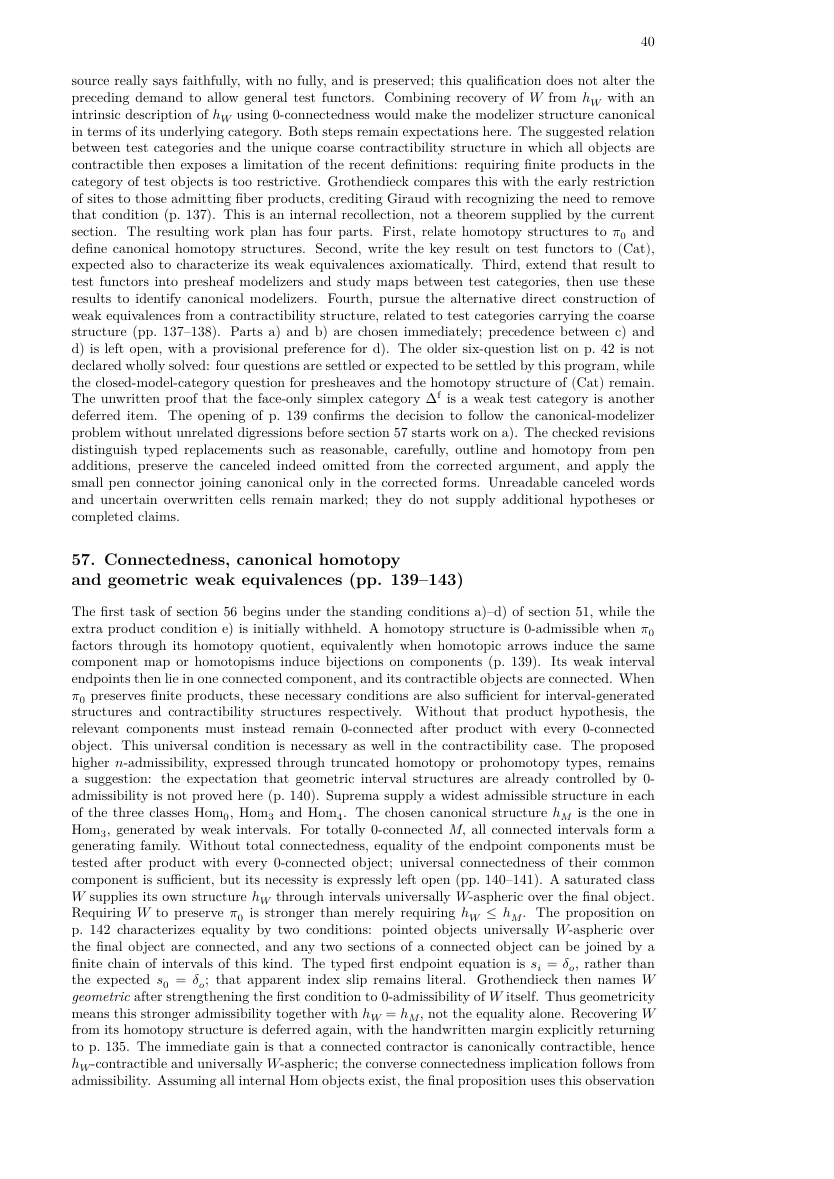 40
source really says faithfully, with no fully, and is preserved; this qualification does not alter the
preceding demand to allow general test functors. Combining recovery of W from h_W with an
intrinsic description of h_W using 0-connectedness would make the modelizer structure canonical
in terms of its underlying category. Both steps remain expectations here. The suggested relation
between test categories and the unique coarse contractibility structure in which all objects are
contractible then exposes a limitation of the recent definitions: requiring finite products in the
category of test objects is too restrictive. Grothendieck compares this with the early restriction
of sites to those admitting fiber products, crediting Giraud with recognizing the need to remove
that condition (p. 137). This is an internal recollection, not a theorem supplied by the current
section. The resulting work plan has four parts. First, relate homotopy structures to π₀ and
define canonical homotopy structures. Second, write the key result on test functors to (Cat),
expected also to characterize its weak equivalences axiomatically. Third, extend that result to
test functors into presheaf modelizers and study maps between test categories, then use these
results to identify canonical modelizers. Fourth, pursue the alternative direct construction of
weak equivalences from a contractibility structure, related to test categories carrying the coarse
structure (pp. 137–138). Parts a) and b) are chosen immediately; precedence between c) and
d) is left open, with a provisional preference for d). The older six-question list on p. 42 is not
declared wholly solved: four questions are settled or expected to be settled by this program, while
the closed-model-category question for presheaves and the homotopy structure of (Cat) remain.
The unwritten proof that the face-only simplex category Δᶠ is a weak test category is another
deferred item. The opening of p. 139 confirms the decision to follow the canonical-modelizer
problem without unrelated digressions before section 57 starts work on a). The checked revisions
distinguish typed replacements such as reasonable, carefully, outline and homotopy from pen
additions, preserve the canceled indeed omitted from the corrected argument, and apply the
small pen connector joining canonical only in the corrected forms. Unreadable canceled words
and uncertain overwritten cells remain marked; they do not supply additional hypotheses or
completed claims.
57. Connectedness, canonical homotopy
and geometric weak equivalences (pp. 139–143)
The first task of section 56 begins under the standing conditions a)–d) of section 51, while the
extra product condition e) is initially withheld. A homotopy structure is 0-admissible when π₀
factors through its homotopy quotient, equivalently when homotopic arrows induce the same
component map or homotopisms induce bijections on components (p. 139). Its weak interval
endpoints then lie in one connected component, and its contractible objects are connected. When
π₀ preserves finite products, these necessary conditions are also sufficient for interval-generated
structures and contractibility structures respectively. Without that product hypothesis, the
relevant components must instead remain 0-connected after product with every 0-connected
object. This universal condition is necessary as well in the contractibility case. The proposed
higher n-admissibility, expressed through truncated homotopy or prohomotopy types, remains
a suggestion: the expectation that geometric interval structures are already controlled by 0-
admissibility is not proved here (p. 140). Suprema supply a widest admissible structure in each
of the three classes Hom₀, Hom₃ and Hom₄. The chosen canonical structure h_M is the one in
Hom₃, generated by weak intervals. For totally 0-connected M, all connected intervals form a
generating family. Without total connectedness, equality of the endpoint components must be
tested after product with every 0-connected object; universal connectedness of their common
component is sufficient, but its necessity is expressly left open (pp. 140–141). A saturated class
W supplies its own structure h_W through intervals universally W-aspheric over the final object.
Requiring W to preserve π₀ is stronger than merely requiring h_W ≤ h_M. The proposition on
p. 142 characterizes equality by two conditions: pointed objects universally W-aspheric over
the final object are connected, and any two sections of a connected object can be joined by a
finite chain of intervals of this kind. The typed first endpoint equation is s_i = δ_o, rather than
the expected s₀ = δ_o; that apparent index slip remains literal. Grothendieck then names W
geometric after strengthening the first condition to 0-admissibility of W itself. Thus geometricity
means this stronger admissibility together with h_W = h_M, not the equality alone. Recovering W
from its homotopy structure is deferred again, with the handwritten margin explicitly returning
to p. 135. The immediate gain is that a connected contractor is canonically contractible, hence
h_W-contractible and universally W-aspheric; the converse connectedness implication follows from
admissibility. Assuming all internal Hom objects exist, the final proposition uses this observation